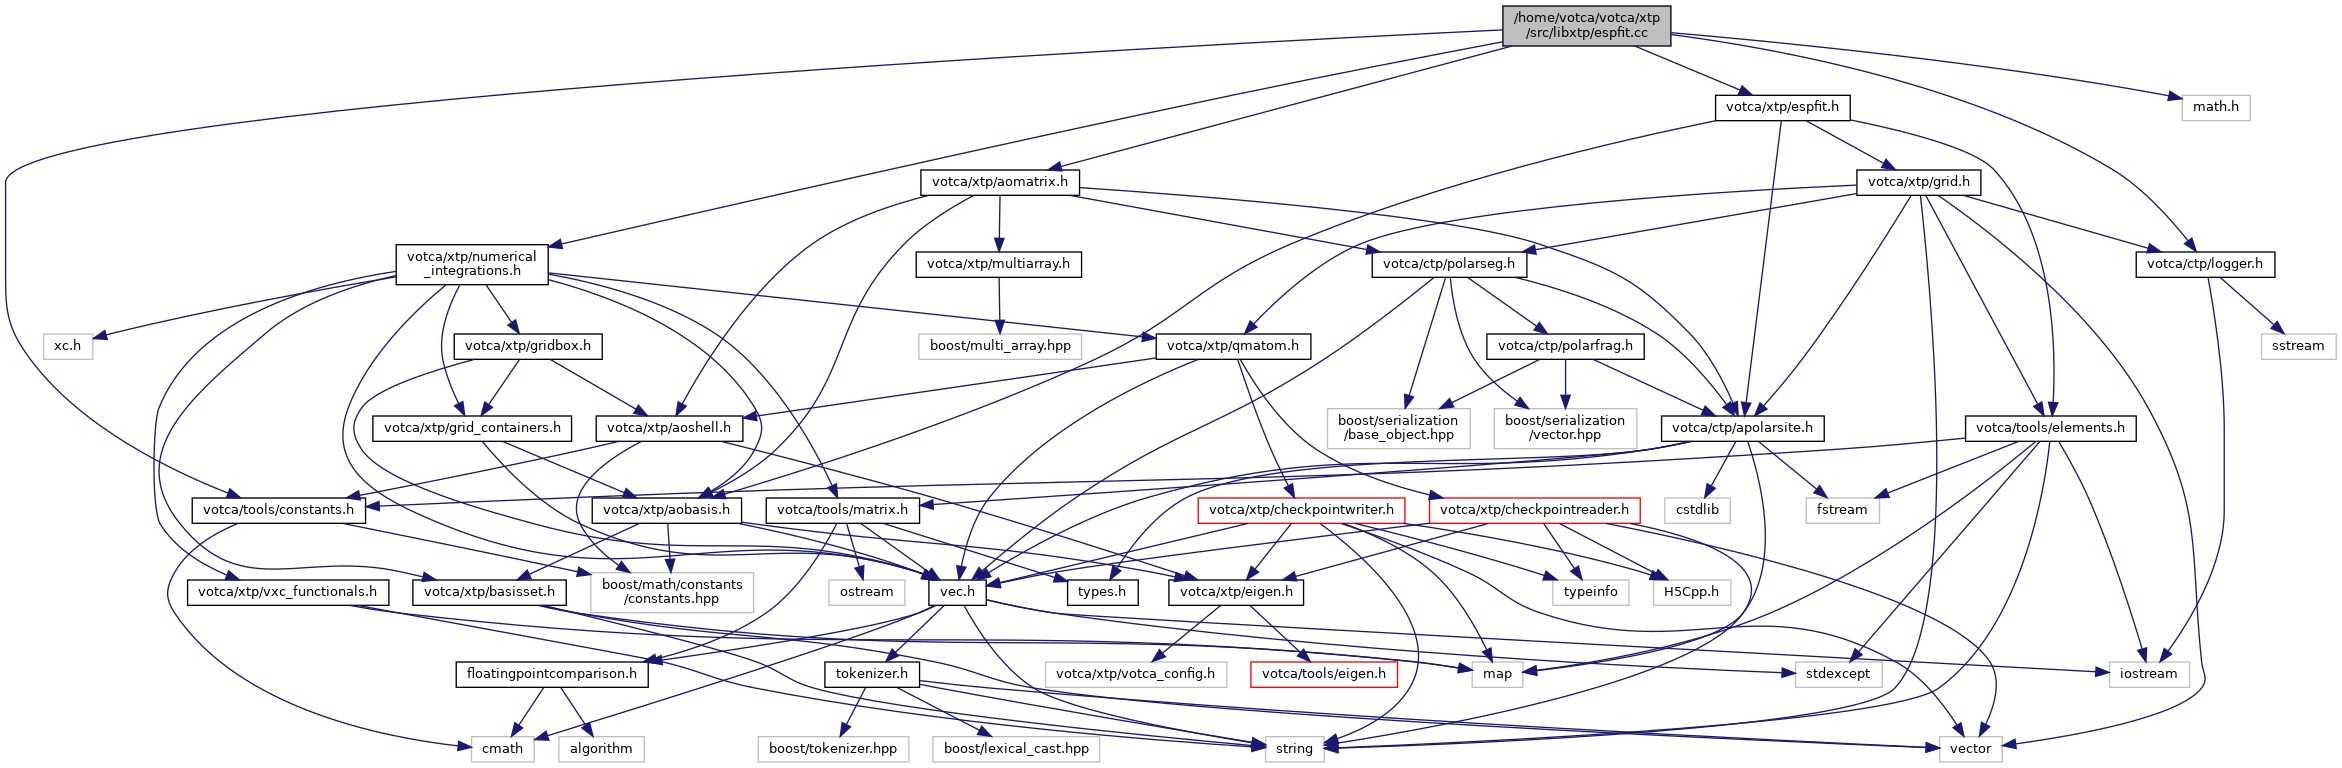 /home/votca/votca/xtp
/src/libxtp/espfit.cc
votca/xtp/espfit.h
math.h
votca/xtp/aomatrix.h
votca/xtp/grid.h
votca/xtp/numerical
_integrations.h
votca/xtp/multiarray.h
votca/ctp/polarseg.h
votca/ctp/logger.h
xc.h
votca/xtp/gridbox.h
boost/multi_array.hpp
votca/xtp/qmatom.h
votca/ctp/polarfrag.h
sstream
votca/xtp/grid_containers.h
votca/xtp/aoshell.h
boost/serialization
/base_object.hpp
boost/serialization
/vector.hpp
votca/ctp/apolarsite.h
votca/tools/elements.h
votca/tools/constants.h
votca/xtp/aobasis.h
votca/tools/matrix.h
votca/xtp/checkpointwriter.h
votca/xtp/checkpointreader.h
cstdlib
fstream
votca/xtp/vxc_functionals.h
votca/xtp/basisset.h
boost/math/constants
/constants.hpp
ostream
vec.h
types.h
votca/xtp/eigen.h
typeinfo
H5Cpp.h
floatingpointcomparison.h
tokenizer.h
votca/xtp/votca_config.h
votca/tools/eigen.h
map
stdexcept
iostream
cmath
algorithm
boost/tokenizer.hpp
boost/lexical_cast.hpp
string
vector